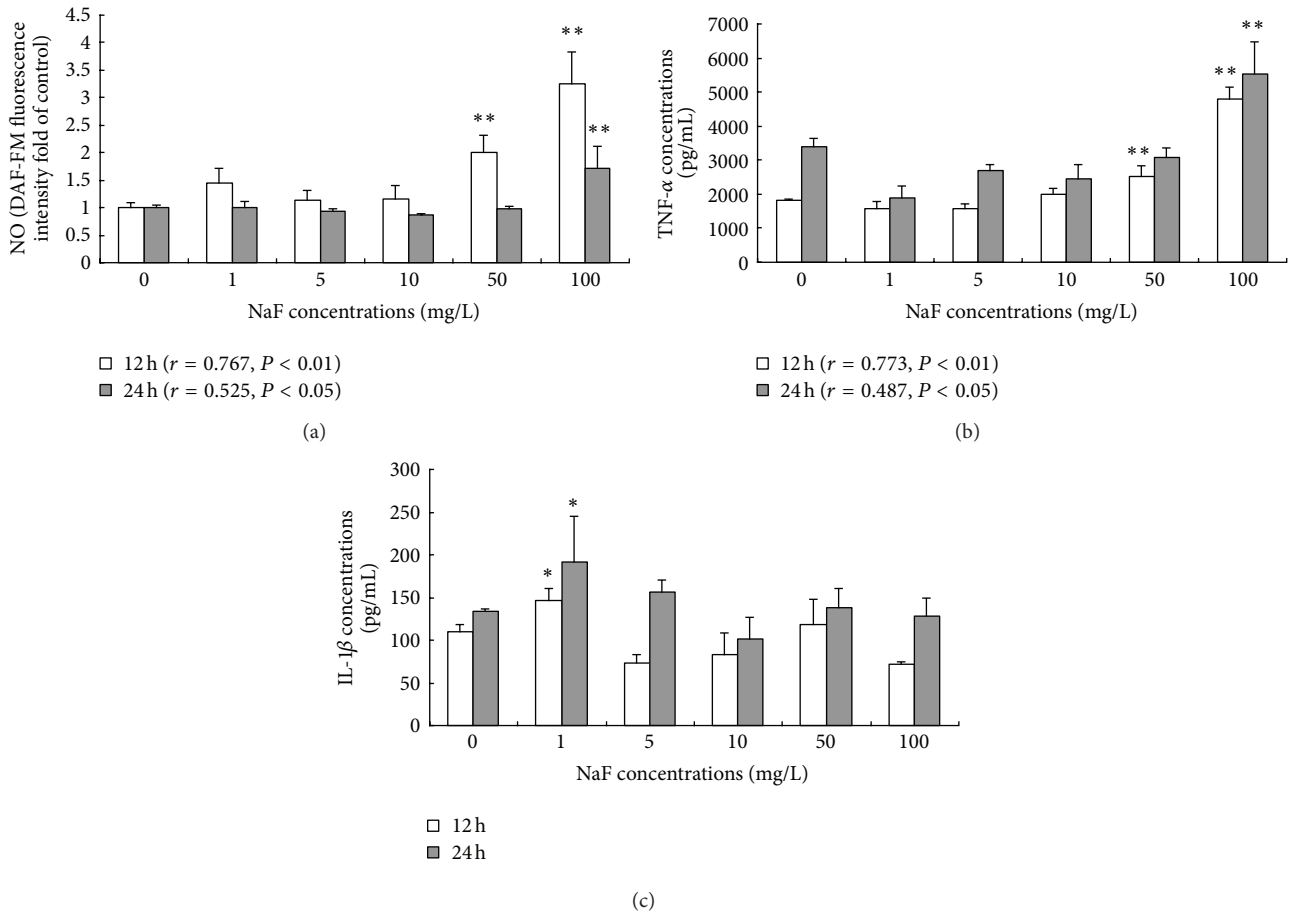 NO (DAF-FM fluorescence
intensity fold of control)
4.5
4
3.5
3
2.5
2
1.5
1
0.5
0
**
**
**
0 1 5 10 50 100
NaF concentrations (mg/L)
12 h (r = 0.767, P < 0.01)
24 h (r = 0.525, P < 0.05)
(a)
TNF-α concentrations
(pg/mL)
7000
6000
5000
4000
3000
2000
1000
0
**
**
**
0 1 5 10 50 100
NaF concentrations (mg/L)
12 h (r = 0.773, P < 0.01)
24 h (r = 0.487, P < 0.05)
(b)
IL-1β concentrations
(pg/mL)
300
250
200
150
100
50
0
*
*
0 1 5 10 50 100
NaF concentrations (mg/L)
12 h
24 h
(c)